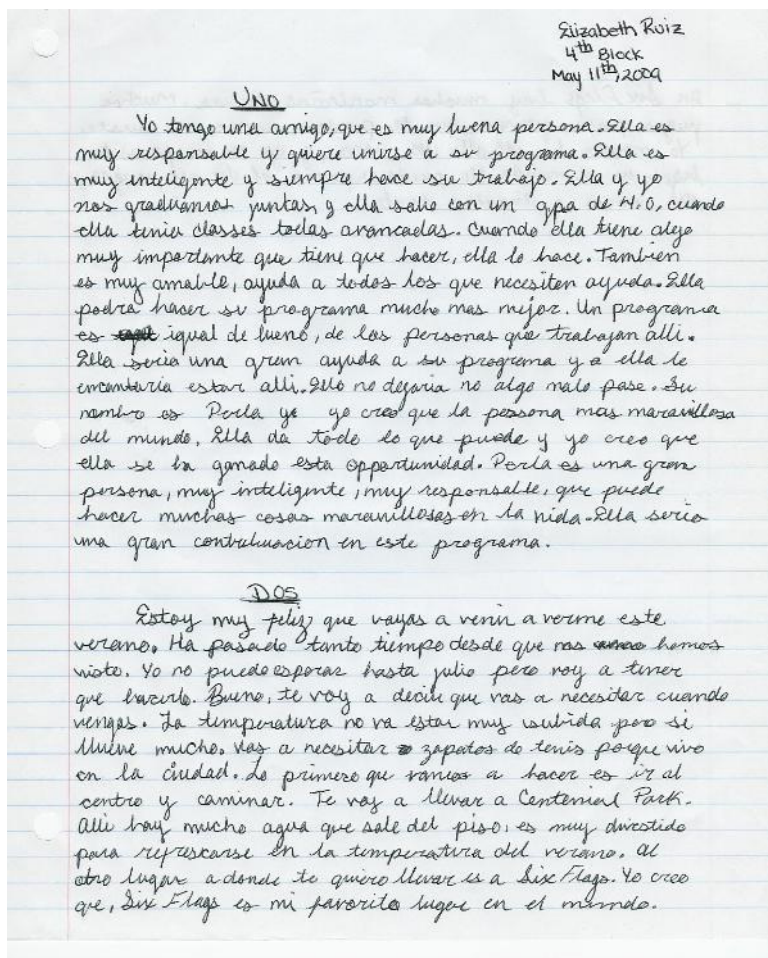 Elizabeth Ruiz
4th Block
May 11th, 2009
UNO
Yo tengo una amigo, que es muy buena persona. Ella es
muy responsable y quiere unirse a su programa. Ella es
muy inteligente y siempre hace su trabajo. Ella y yo
nos graduamos juntas, y ella salio con un gpa de 4.0, cuando
ella tenia classes todas avancadas. Cuando ella tiene algo
muy importante que tiene que hacer, ella lo hace. Tambien
es muy amable, ayuda a todos los que necesiten ayuda. Ella
podra hacer su programa mucho mas mejor. Un programa
es igual de bueno, de las personas que trabajan alli.
Ella seria una gran ayuda a su programa y a ella le
encantaria estar alli. Ella no dejaria no algo malo pase. Su
nombre es Perla y yo creo que la persona mas maravillosa
del mundo. Ella da todo lo que puede y yo creo que
ella se ha ganado esta opportunidad. Perla es una gran
persona, muy inteligente, muy responsable, que puede
hacer muchas cosas maravillosas en la vida. Ella seria
una gran en este programa.
DOS
Estoy muy feliz que vayas a venir a verme este
verano. Ha pasado tanto tiempo desde que nos hemos
visto. Yo no puedo esperar hasta julio pero voy a tener
que hacerlo. Bueno, te voy a decir que vas a necesitar cuando
vengas. La temperatura no va estar muy subida pero si
llueve mucho. Vas a necesitar zapatos de tenis porque vivo
en la ciudad. Lo primero que vamos a hacer es ir al
centro y caminar. Te voy a llevar a Centenial Park.
Alli hay mucho agua que sale del piso, es muy divertido
para refrescarse en la temperatura del verano. Al
otro lugar a donde te quiero llevar es a Six Flags. Yo creo
que, Six Flags es mi favorito lugar en el mundo.